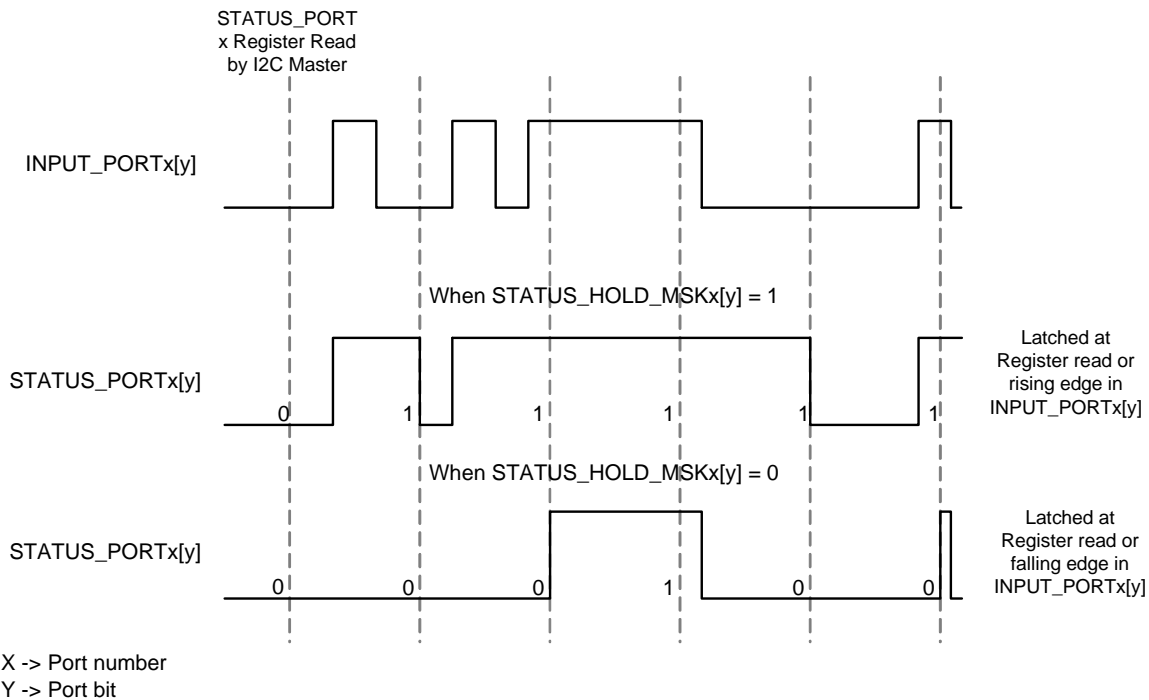 STATUS_PORT
x Register Read
by I2C Master
INPUT_PORTx[y]
When STATUS_HOLD_MSKx[y] = 1
STATUS_PORTx[y]
0
1
1
1
1
1
Latched at
Register read or
rising edge in
INPUT_PORTx[y]
When STATUS_HOLD_MSKx[y] = 0
STATUS_PORTx[y]
0
0
0
1
0
0
Latched at
Register read or
falling edge in
INPUT_PORTx[y]
X -> Port number
Y -> Port bit